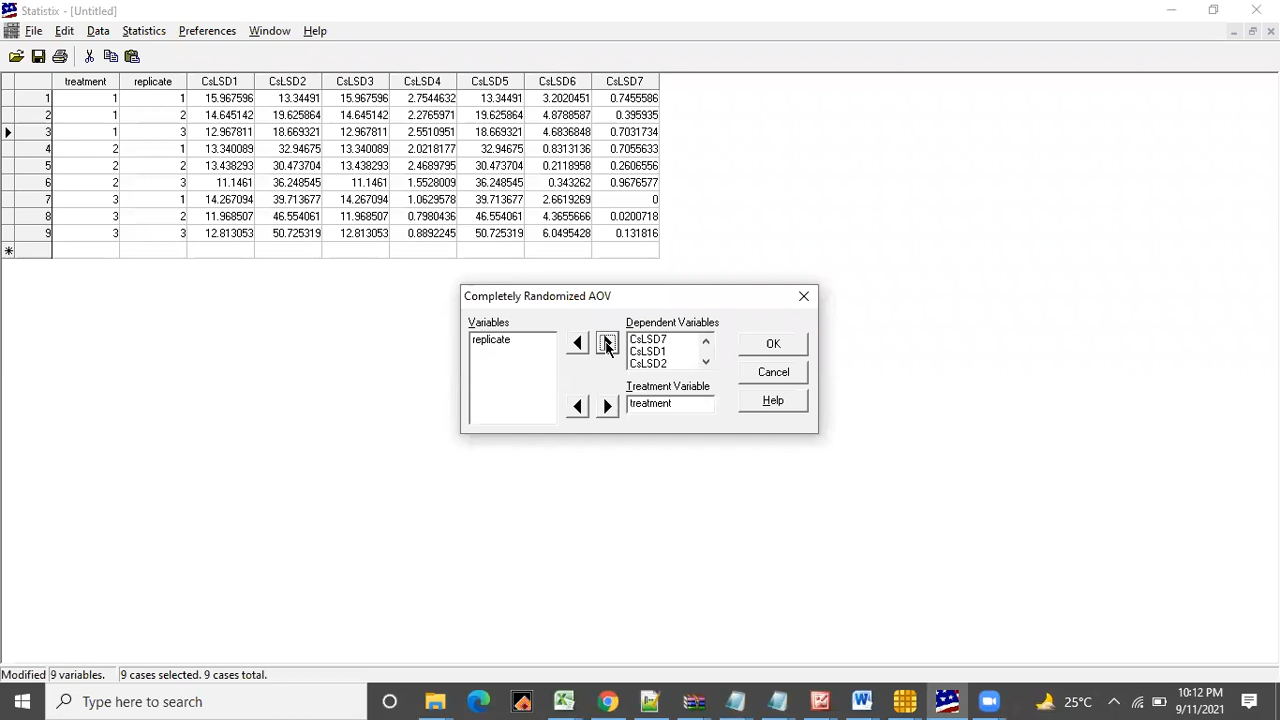 Statistix - [Untitled]
File Edit Data Statistics Preferences Window Help
treatment replicate CsLSD1 CsLSD2 CsLSD3 CsLSD4 CsLSD5 CsLSD6 CsLSD7
1 1 1 15.967596 13.34491 15.967596 2.7544632 13.34491 3.2020451 0.7455586
2 1 2 14.645142 19.625864 14.645142 2.2765971 19.625864 4.8788587 0.395935
3 1 3 12.967811 18.669321 12.967811 2.5510951 18.669321 4.6836848 0.7031734
4 2 1 13.340089 32.94675 13.340089 2.0218177 32.94675 0.8313136 0.7055633
5 2 2 13.438293 30.473704 13.438293 2.4689795 30.473704 0.2118958 0.2606556
6 2 3 11.1461 36.248545 11.1461 1.5528009 36.248545 0.343262 0.9676577
7 3 1 14.267094 39.713677 14.267094 1.0629578 39.713677 2.6619269 0
8 3 2 11.968507 46.554061 11.968507 0.7980436 46.554061 4.3655666 0.0200718
9 3 3 12.813053 50.725319 12.813053 0.8892245 50.725319 6.0495428 0.131816
Completely Randomized AOV
Variables
replicate
Dependent Variables
CsLSD7
CsLSD1
CsLSD2
Treatment Variable
treatment
OK
Cancel
Help
Modified 9 variables. 9 cases selected. 9 cases total.
Type here to search
25°C
10:12 PM
9/11/2021